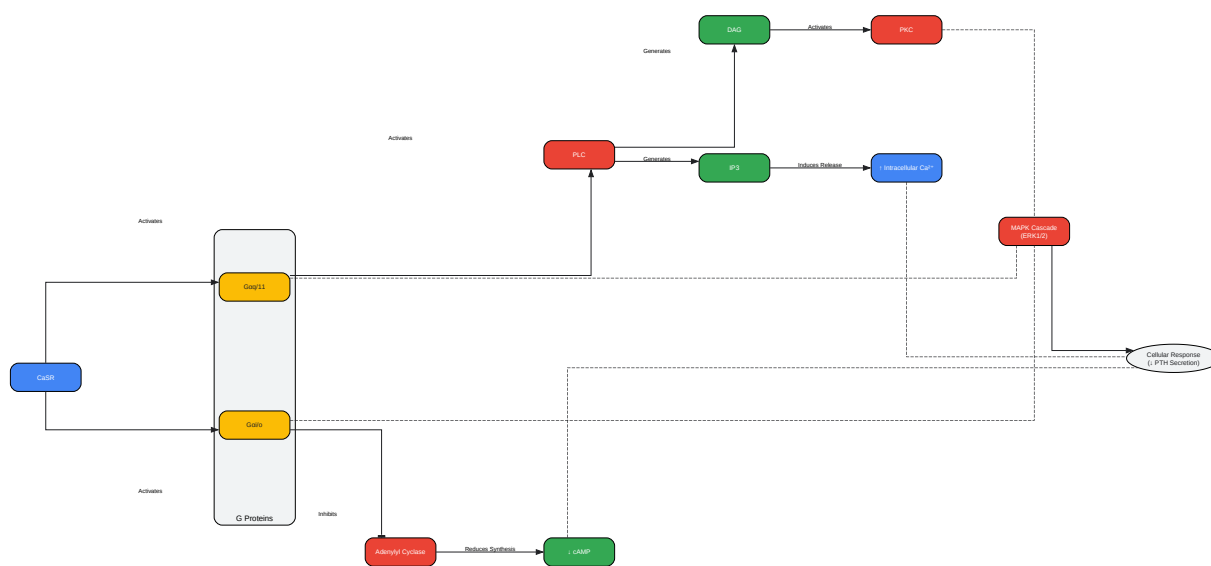 DAG
Activates
PKC
Generates
Activates
PLC
Generates
IP3
Induces Release
↑ Intracellular Ca²⁺
Activates
MAPK Cascade
(ERK1/2)
Gαq/11
Cellular Response
(↓ PTH Secretion)
CaSR
Gαi/o
Activates
Inhibits
G Proteins
Adenylyl Cyclase
Reduces Synthesis
↓ cAMP